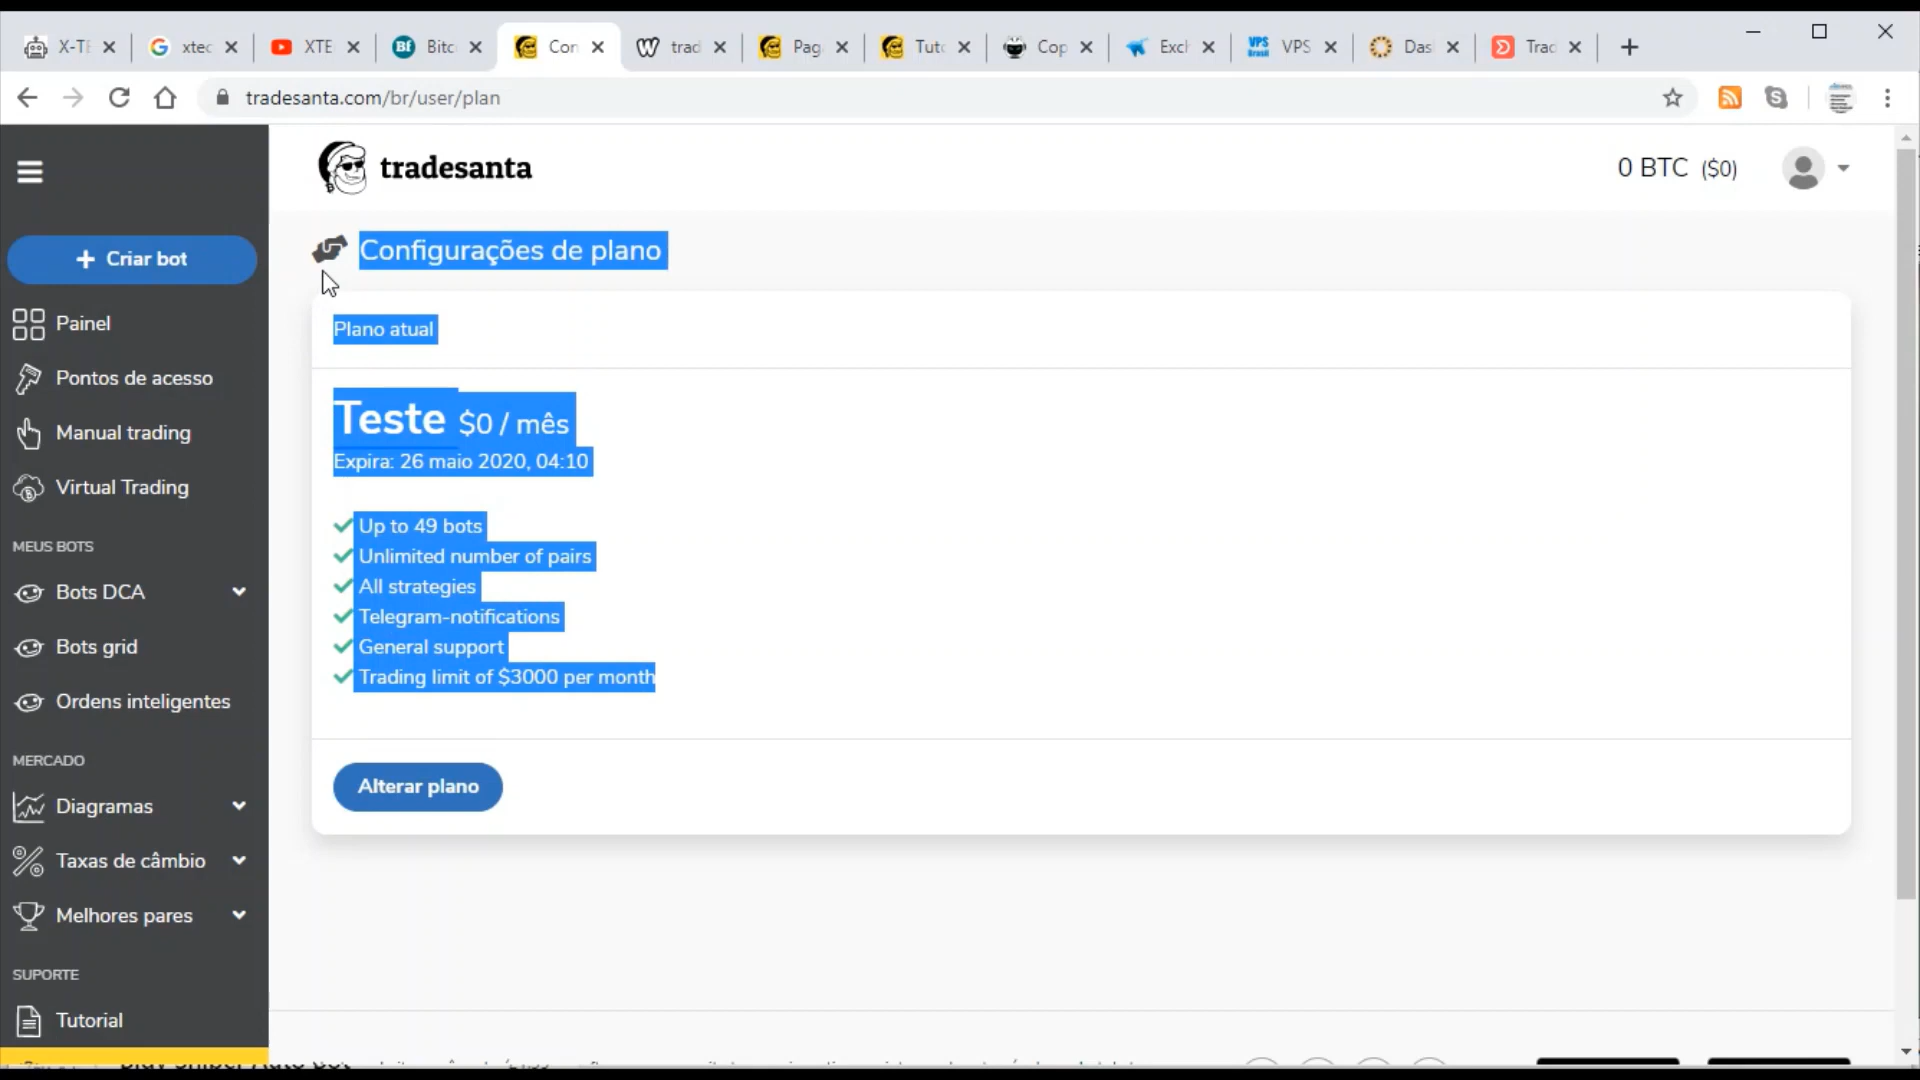 X-TE
xtec
XTE
Bitc
Con
trad
Pag
Tuto
Cop
Excl
VPS
Das
Trad
tradesanta.com/br/user/plan
tradesanta
0 BTC ($0)
Criar bot
Configurações de plano
Painel
Plano atual
Pontos de acesso
Teste $0 / mês
Manual trading
Expira: 26 maio 2020, 04:10
Virtual Trading
Up to 49 bots
MEUS BOTS
Unlimited number of pairs
Bots DCA
All strategies
Telegram-notifications
Bots grid
General support
Trading limit of $3000 per month
Ordens inteligentes
MERCADO
Alterar plano
Diagramas
Taxas de câmbio
Melhores pares
SUPORTE
Tutorial